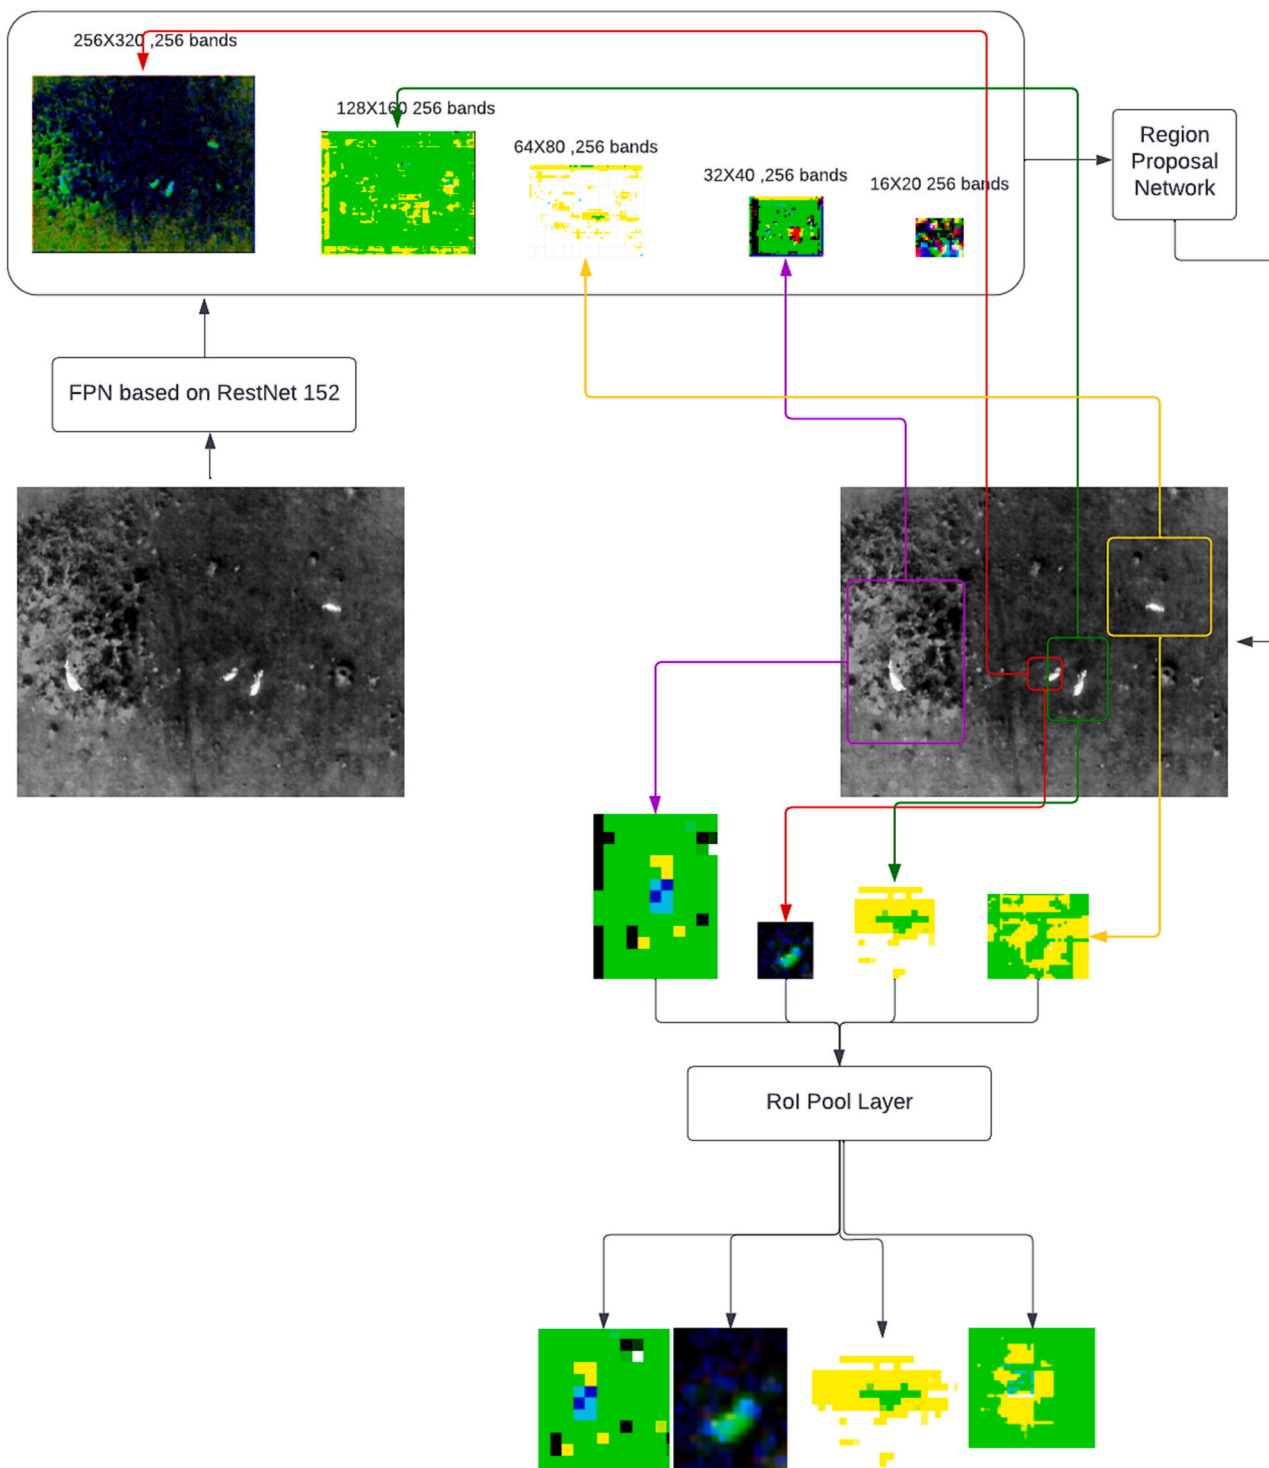 256X320 ,256 bands
128X160 256 bands
64X80 ,256 bands
32X40 ,256 bands
16X20 256 bands
Region
Proposal
Network
FPN based on RestNet 152
RoI Pool Layer